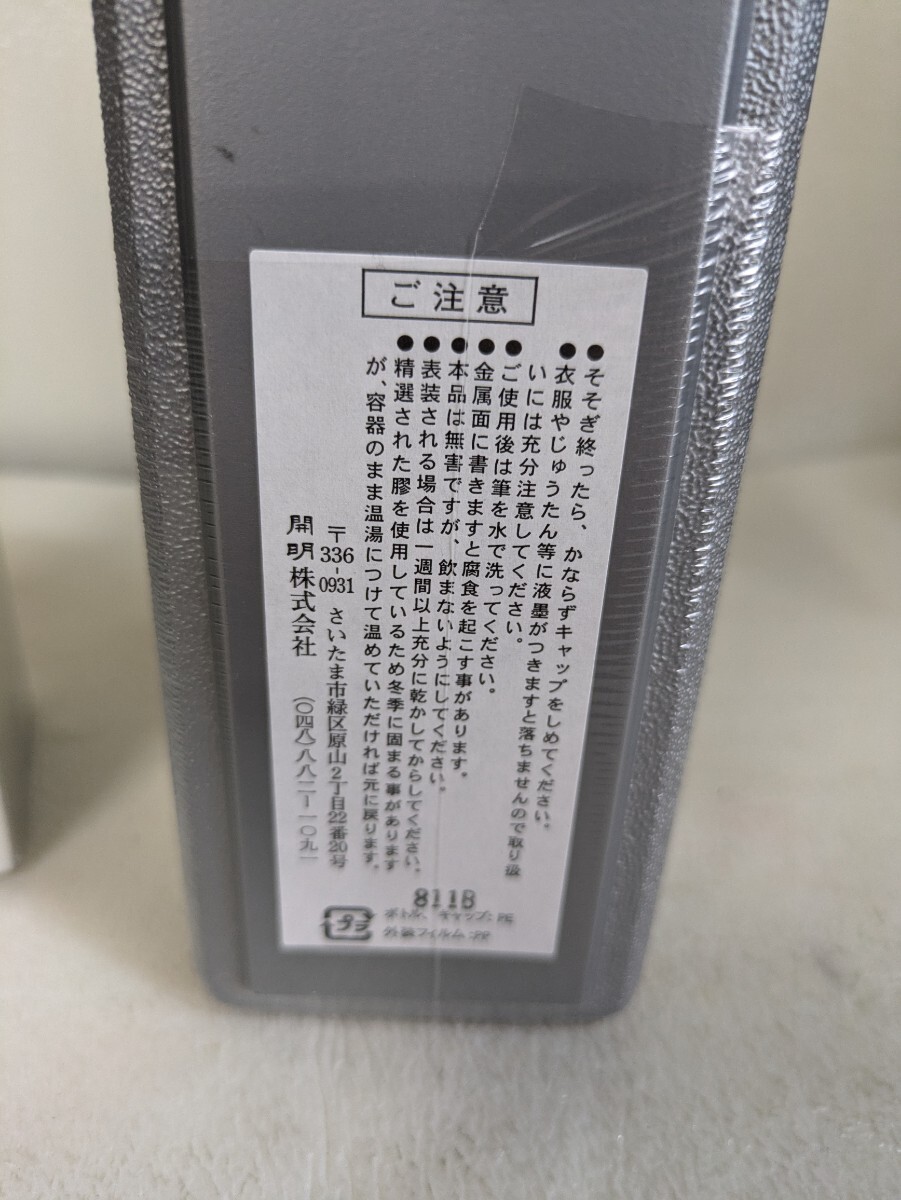 ご注意
●そそぎ終ったら、かならずキャップをしめてください。
●衣服やじゅうたん等に液墨がつきますと落ちませんので取り扱
いには充分注意してください。
●ご使用後は筆を水で洗ってください。
●金属面に書きますと腐食を起こす事があります。
●本品は無害ですが、飲まないようにしてください。
●表装される場合は一週間以上充分に乾かしてからしてください。
●精選された膠を使用しているため冬季に固まる事があります
が、容器のまま温湯につけて温めていただければ元に戻ります。
〒336-0931 さいたま市緑区原山2丁目22番20号
開明株式会社 (〇四八)八八二ー一〇九一
プラ